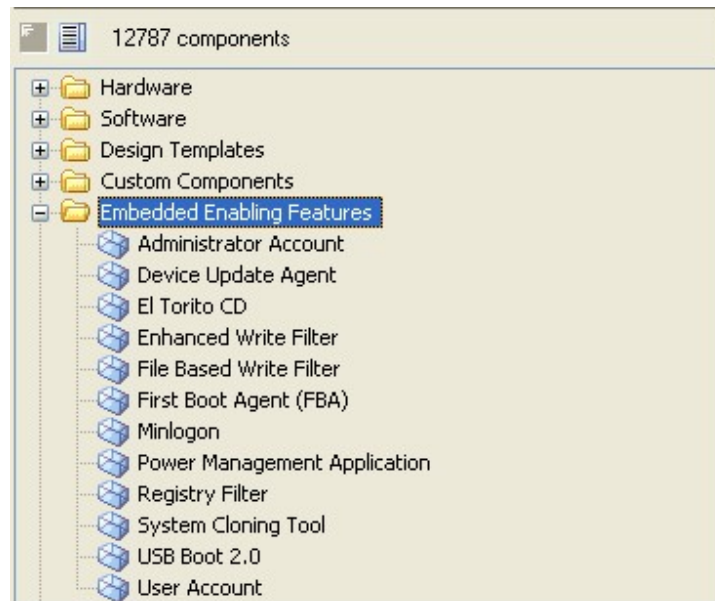 12787 components
Hardware
Software
Design Templates
Custom Components
Embedded Enabling Features
Administrator Account
Device Update Agent
El Torito CD
Enhanced Write Filter
File Based Write Filter
First Boot Agent (FBA)
Minlogon
Power Management Application
Registry Filter
System Cloning Tool
USB Boot 2.0
User Account